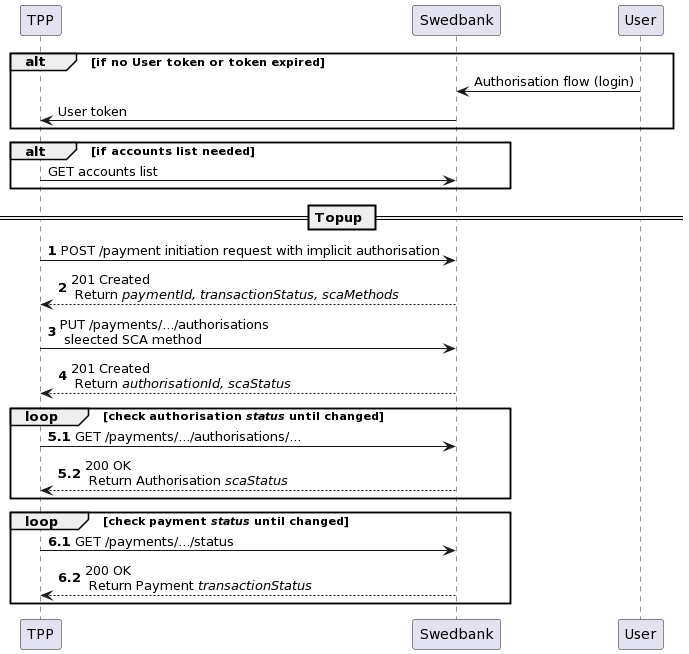 TPP Swedbank User
alt [if no User token or token expired]
Authorisation flow (login)
User token
alt [if accounts list needed]
GET accounts list
Topup
1 POST /payment initiation request with implicit authorisation
201 Created
2 Return paymentId, transactionStatus, scaMethods
PUT /payments/.../authorisations
3 sleected SCA method
201 Created
4 Return authorisationId, scaStatus
loop [check authorisation status until changed]
5.1 GET /payments/.../authorisations/...
200 OK
5.2 Return Authorisation scaStatus
loop [check payment status until changed]
6.1 GET /payments/.../status
200 OK
6.2 Return Payment transactionStatus
TPP Swedbank User